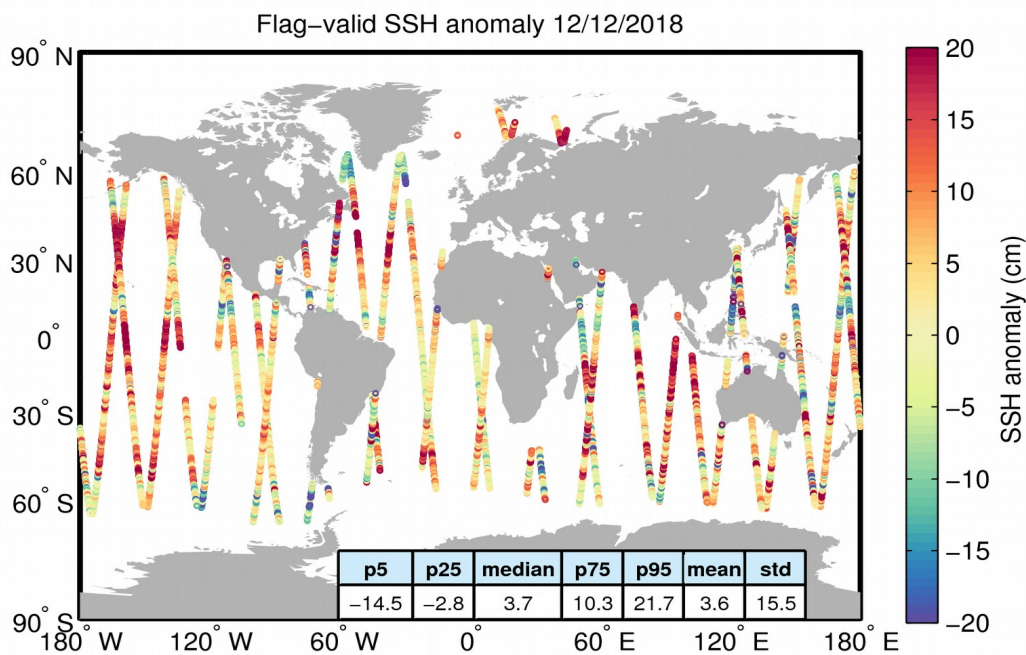 Flag−valid SSH anomaly 12/12/2018
90° N
60° N
30° N
0°
30° S
60° S
90° S
180° W
120° W
60° W
0°
60° E
120° E
180° E
20
15
10
5
0
−5
−10
−15
−20
SSH anomaly (cm)
p5 p25 median p75 p95 mean std
−14.5 −2.8 3.7 10.3 21.7 3.6 15.5